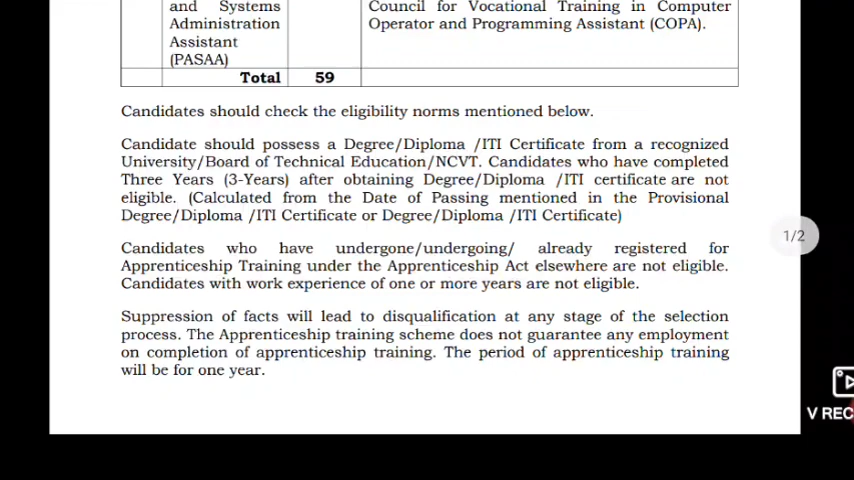 and Systems
Administration
Assistant
(PASAA)
Council for Vocational Training in Computer
Operator and Programming Assistant (COPA).
Total 59
Candidates should check the eligibility norms mentioned below.
Candidate should possess a Degree/Diploma /ITI Certificate from a recognized
University/Board of Technical Education/NCVT. Candidates who have completed
Three Years (3-Years) after obtaining Degree/Diploma /ITI certificate are not
eligible. (Calculated from the Date of Passing mentioned in the Provisional
Degree/Diploma /ITI Certificate or Degree/Diploma /ITI Certificate)
1/2
Candidates who have undergone/undergoing/ already registered for
Apprenticeship Training under the Apprenticeship Act elsewhere are not eligible.
Candidates with work experience of one or more years are not eligible.
Suppression of facts will lead to disqualification at any stage of the selection
process. The Apprenticeship training scheme does not guarantee any employment
on completion of apprenticeship training. The period of apprenticeship training
will be for one year.
V REC